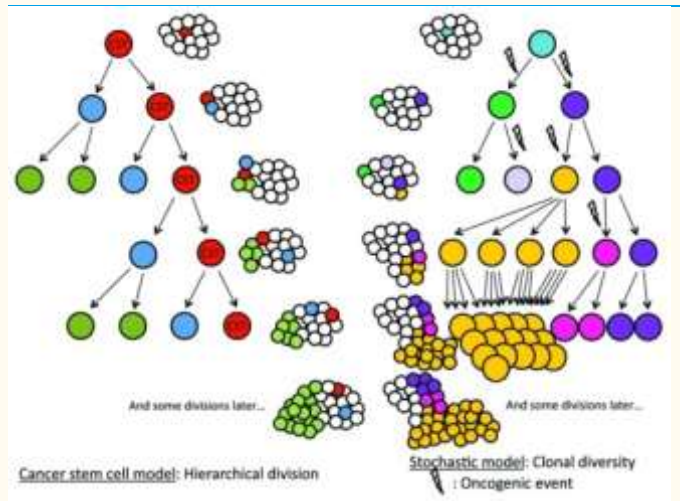 And some divisions later...
And some divisions later...
Cancer stem cell model: Hierarchical division
Stochastic model: Clonal diversity
: Oncogenic event